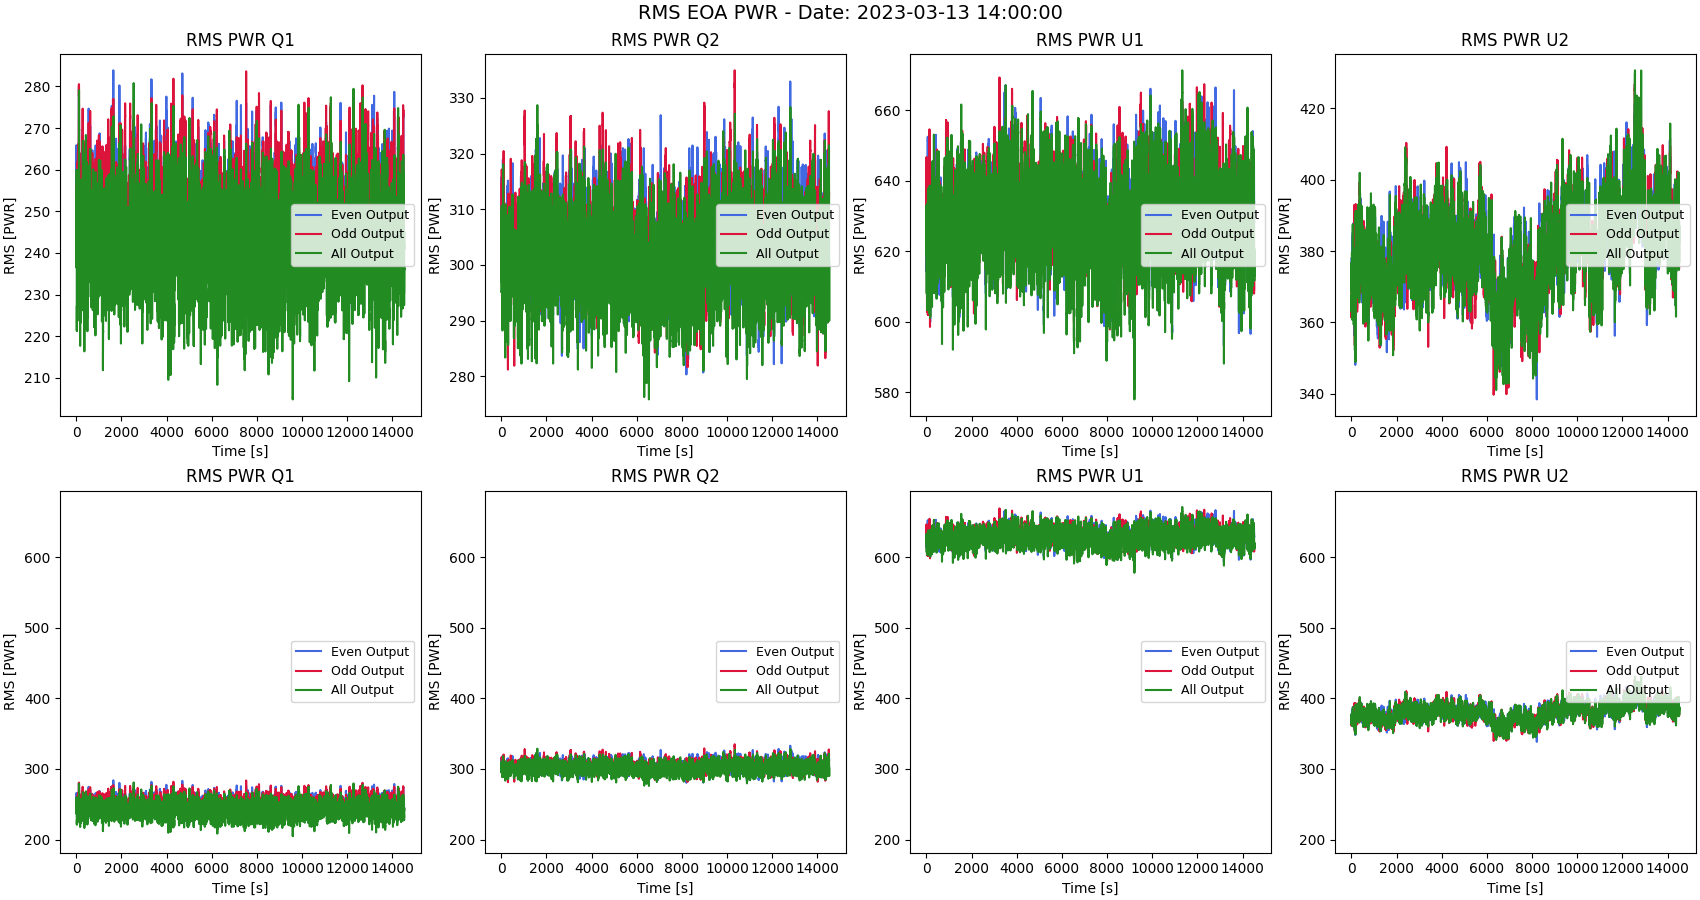 RMS EOA PWR - Date: 2023-03-13 14:00:00
RMS PWR Q1
RMS [PWR]
280
270
260
250
240
230
220
210
0 2000 4000 6000 8000 10000 12000 14000
Time [s]
Even Output
Odd Output
All Output
RMS PWR Q2
RMS [PWR]
330
320
310
300
290
280
0 2000 4000 6000 8000 10000 12000 14000
Time [s]
Even Output
Odd Output
All Output
RMS PWR U1
RMS [PWR]
660
640
620
600
580
0 2000 4000 6000 8000 10000 12000 14000
Time [s]
Even Output
Odd Output
All Output
RMS PWR U2
RMS [PWR]
420
400
380
360
340
0 2000 4000 6000 8000 10000 12000 14000
Time [s]
Even Output
Odd Output
All Output
RMS PWR Q1
RMS [PWR]
600
500
400
300
200
0 2000 4000 6000 8000 10000 12000 14000
Time [s]
Even Output
Odd Output
All Output
RMS PWR Q2
RMS [PWR]
600
500
400
300
200
0 2000 4000 6000 8000 10000 12000 14000
Time [s]
Even Output
Odd Output
All Output
RMS PWR U1
RMS [PWR]
600
500
400
300
200
0 2000 4000 6000 8000 10000 12000 14000
Time [s]
Even Output
Odd Output
All Output
RMS PWR U2
RMS [PWR]
600
500
400
300
200
0 2000 4000 6000 8000 10000 12000 14000
Time [s]
Even Output
Odd Output
All Output